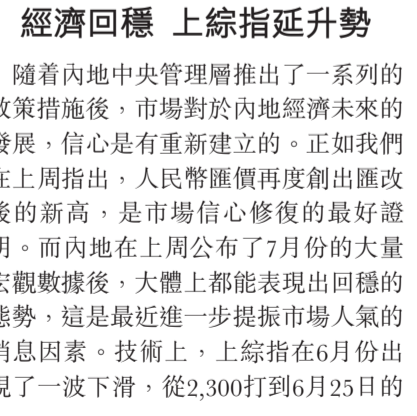 經濟回穩 上綜指延升勢
隨着內地中央管理層推出了一系列的
政策措施後，市場對於內地經濟未來的
發展，信心是有重新建立的。正如我們
在上周指出，人民幣匯價再度創出匯改
後的新高，是市場信心修復的最好證
明。而內地在上周公布了7月份的大量
宏觀數據後，大體上都能表現出回穩的
態勢，這是最近進一步提振市場人氣的
消息因素。技術上，上綜指在6月份出
現了一波下滑，從2,300打到6月25日的